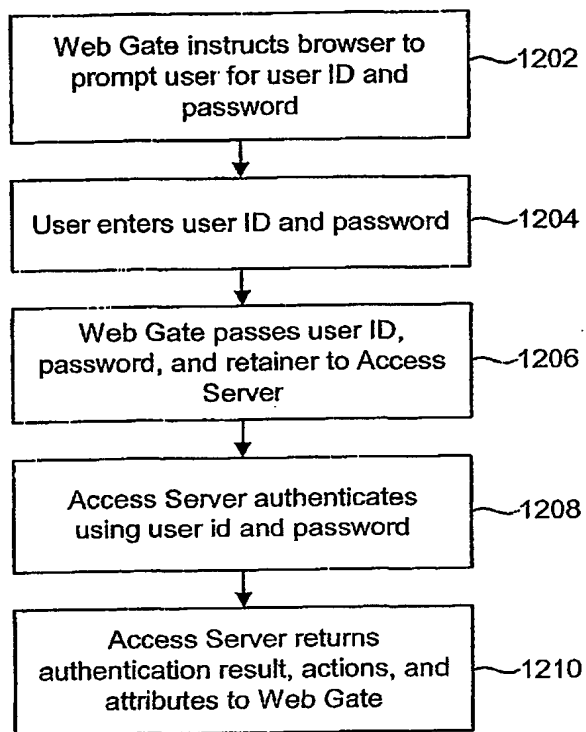 Web Gate instructs browser to
prompt user for user ID and
password
1202
User enters user ID and password
1204
Web Gate passes user ID,
password, and retainer to Access
Server
1206
Access Server authenticates
using user id and password
1208
Access Server returns
authentication result, actions, and
attributes to Web Gate
1210